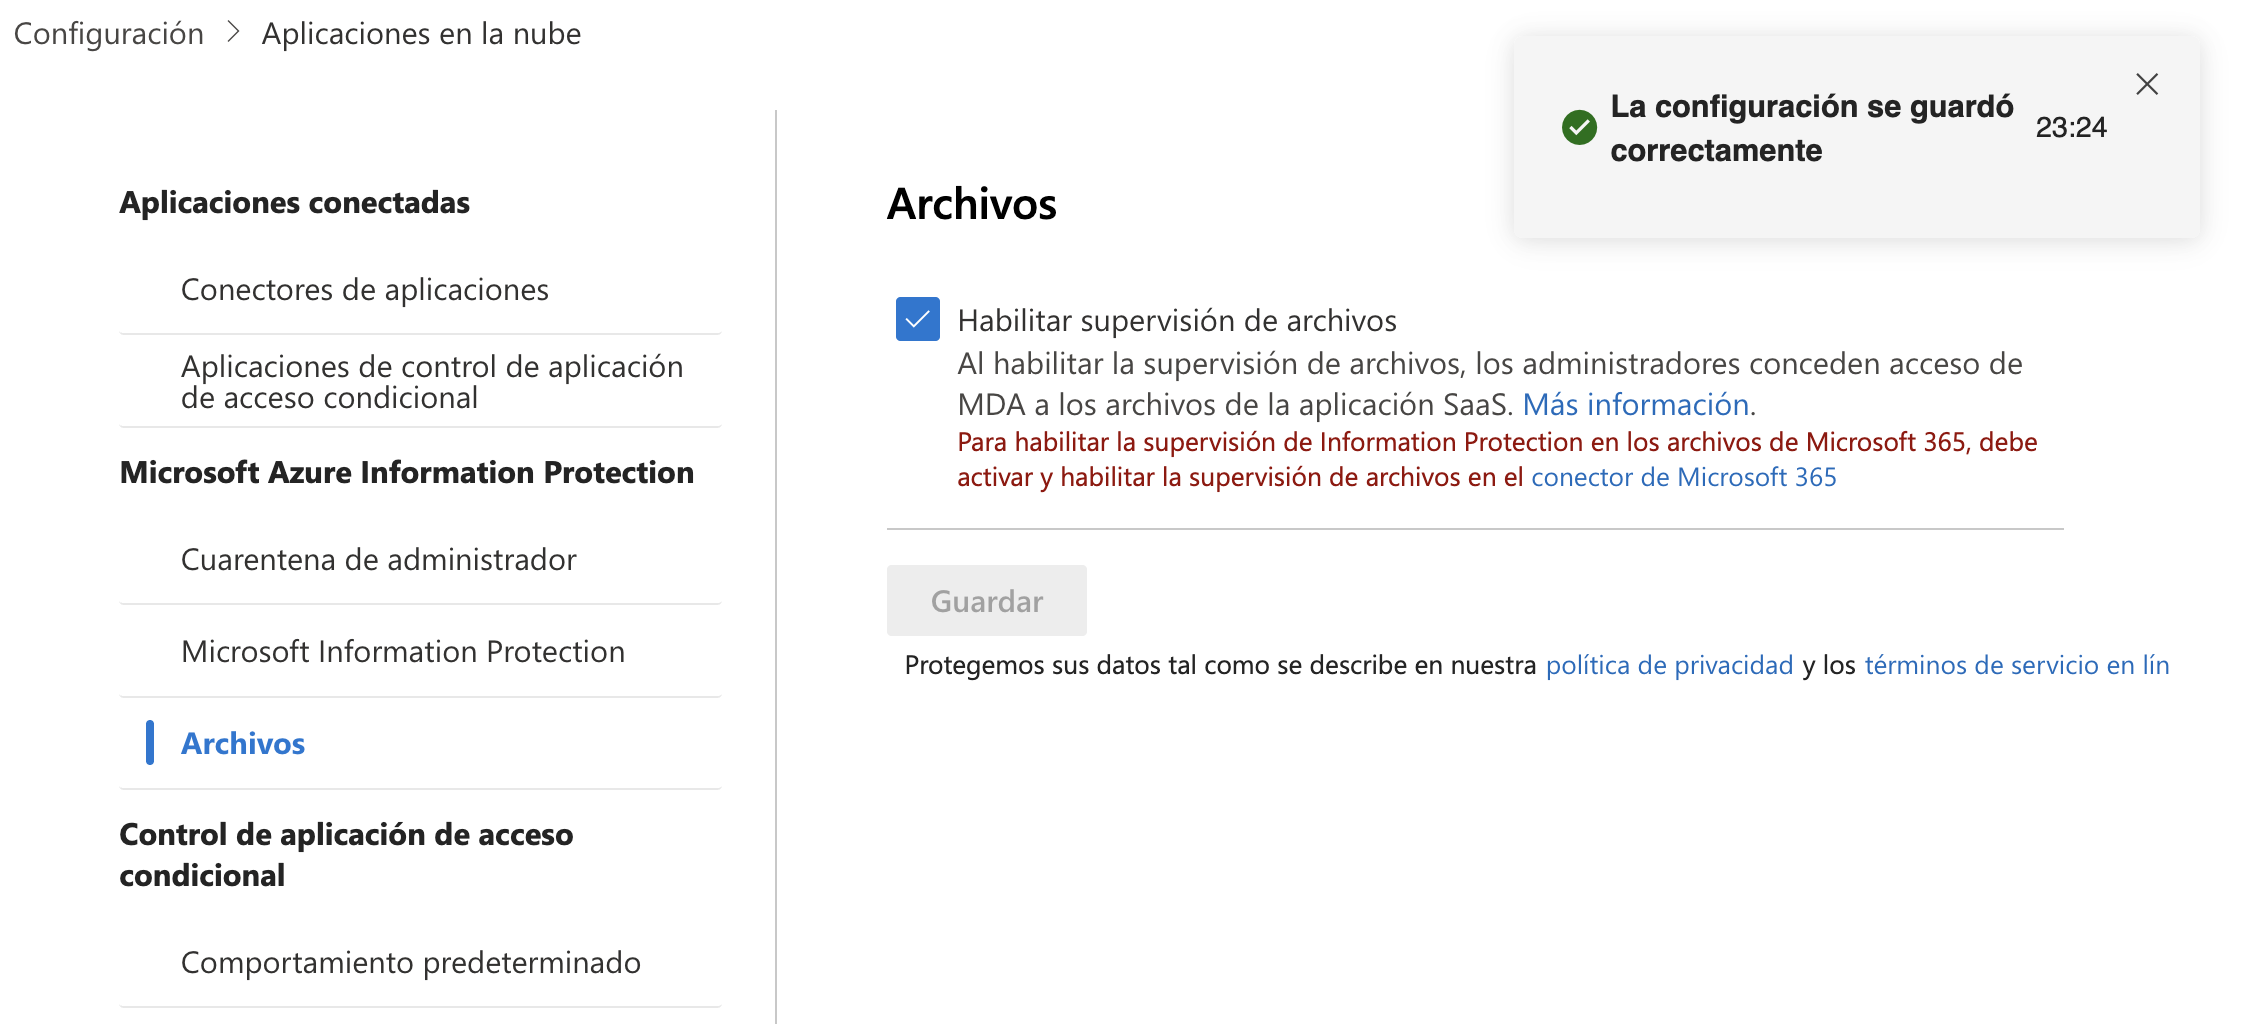 Configuración > Aplicaciones en la nube
La configuración se guardó
correctamente
23:24
Aplicaciones conectadas
Conectores de aplicaciones
Aplicaciones de control de aplicación
de acceso condicional
Microsoft Azure Information Protection
Cuarentena de administrador
Microsoft Information Protection
Archivos
Control de aplicación de acceso
condicional
Comportamiento predeterminado
Archivos
Habilitar supervisión de archivos
Al habilitar la supervisión de archivos, los administradores conceden acceso de
MDA a los archivos de la aplicación SaaS. Más información.
Para habilitar la supervisión de Information Protection en los archivos de Microsoft 365, debe
activar y habilitar la supervisión de archivos en el conector de Microsoft 365
Guardar
Protegemos sus datos tal como se describe en nuestra política de privacidad y los términos de servicio en lín